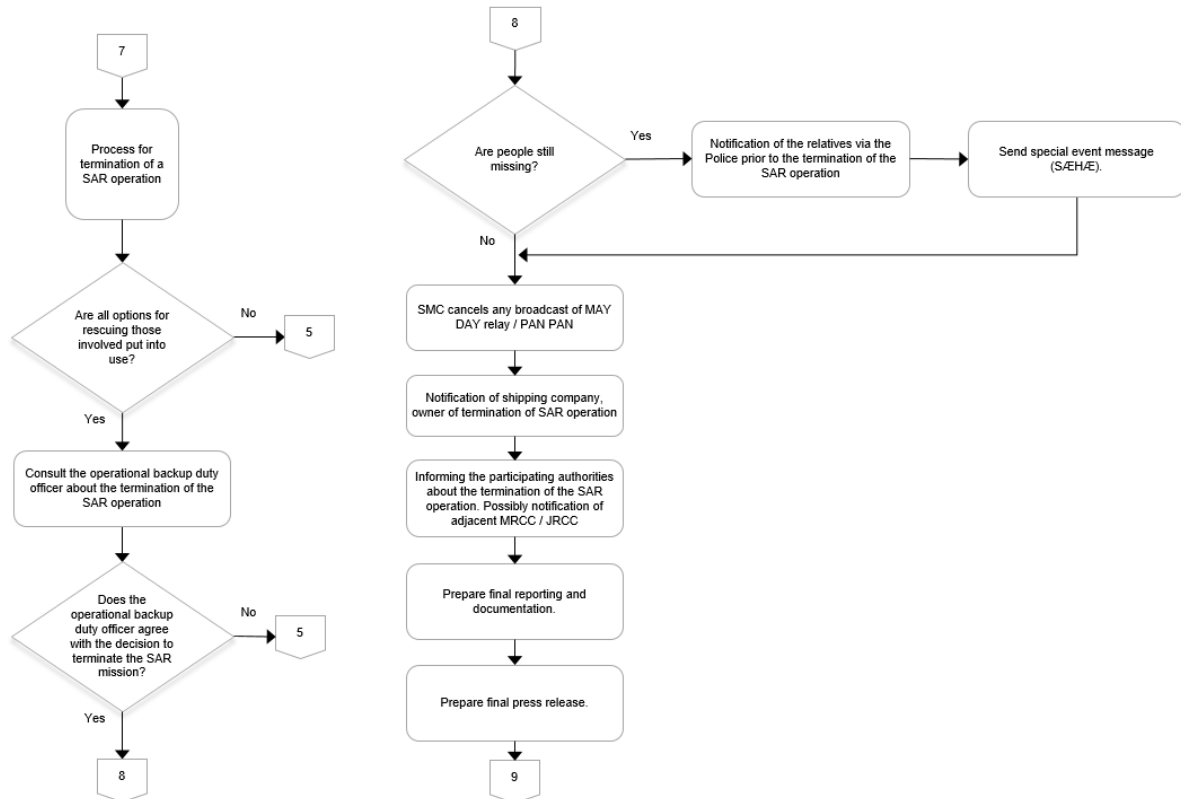 7
Process for
termination of a
SAR operation
Are all options for
rescuing those
involved put into
use?
No
5
Yes
Consult the operational backup duty
officer about the termination of the
SAR operation
Does the
operational backup
duty officer agree
with the decision to
terminate the SAR
mission?
No
5
Yes
8
8
Are people still
missing?
Yes
Notification of the relatives via the
Police prior to the termination of the
SAR operation
Send special event message
(SÆHÆ).
No
SMC cancels any broadcast of MAY
DAY relay / PAN PAN
Notification of shipping company,
owner of termination of SAR operation
Informing the participating authorities
about the termination of the SAR
operation. Possibly notification of
adjacent MRCC / JRCC
Prepare final reporting and
documentation.
Prepare final press release.
9